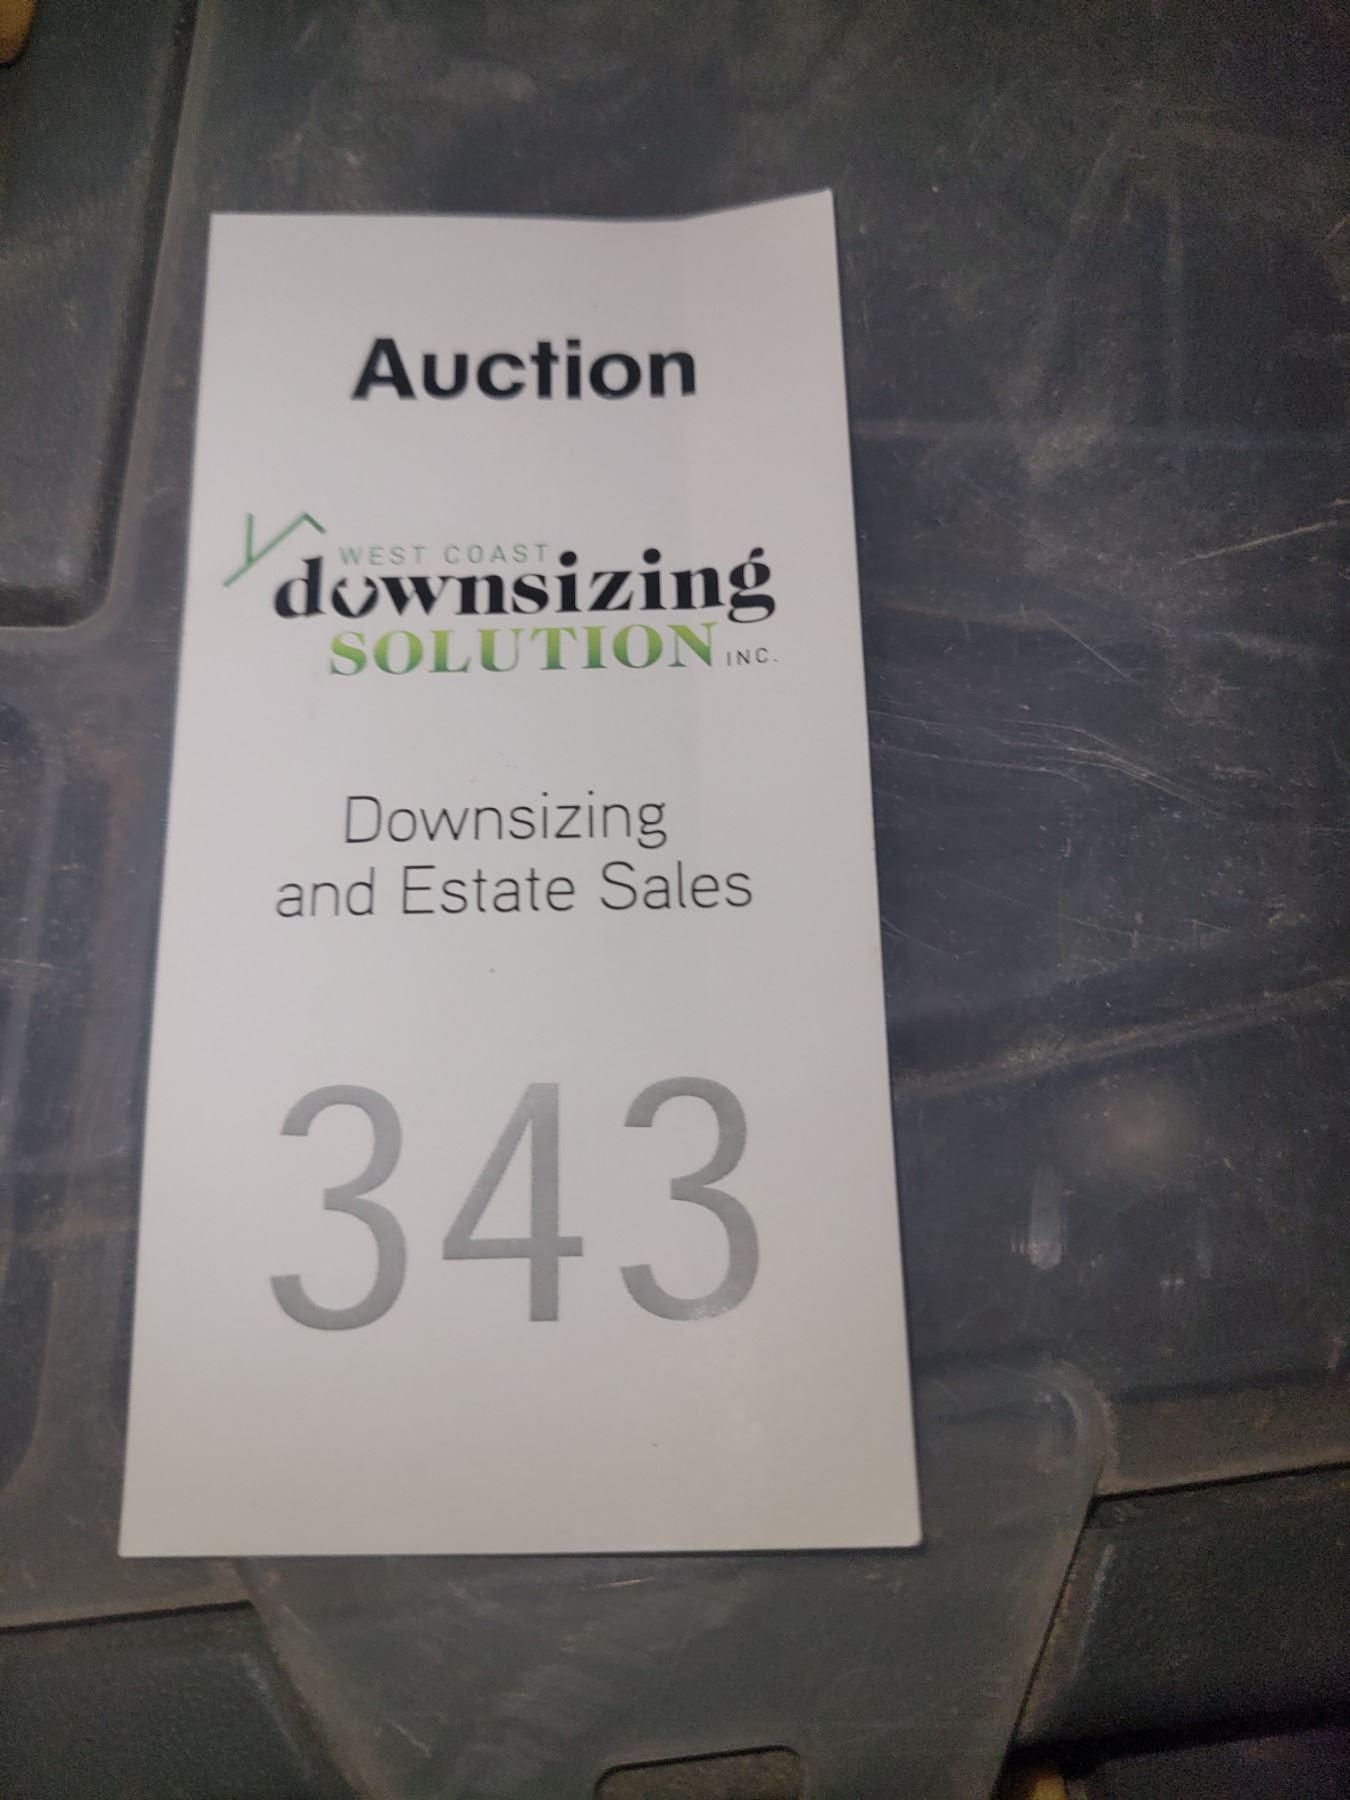 Auction
WEST COAST
downsizing
SOLUTION INC.
Downsizing
and Estate Sales
343